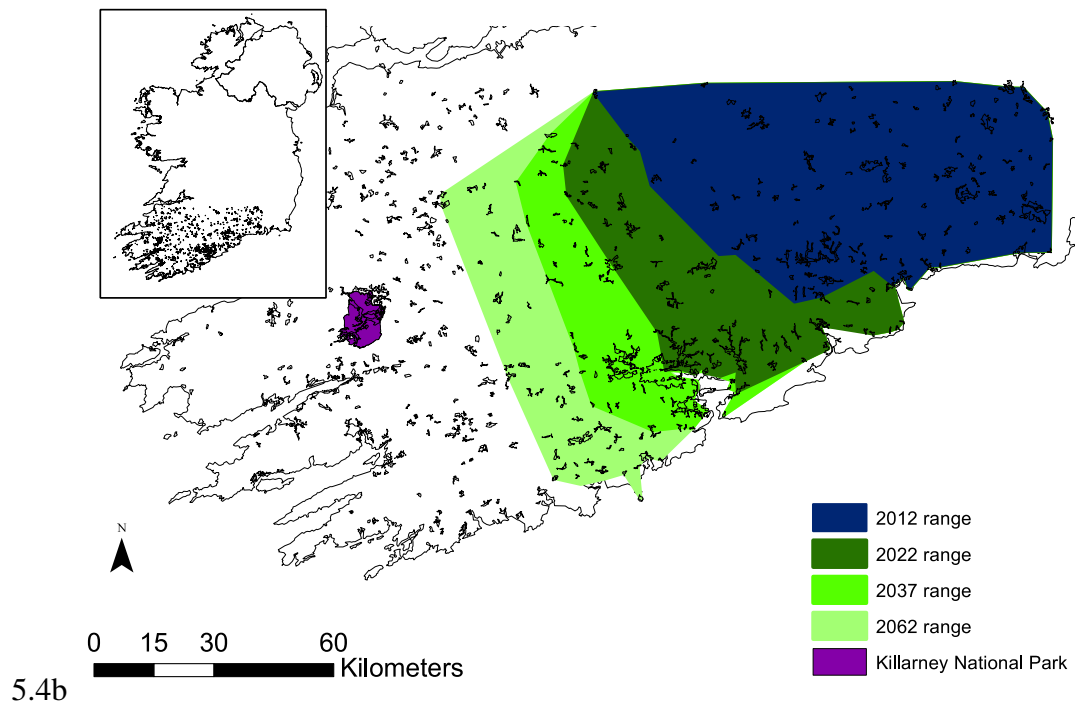 N
2012 range
2022 range
2037 range
2062 range
Killarney National Park
0 15 30 60
Kilometers
5.4b